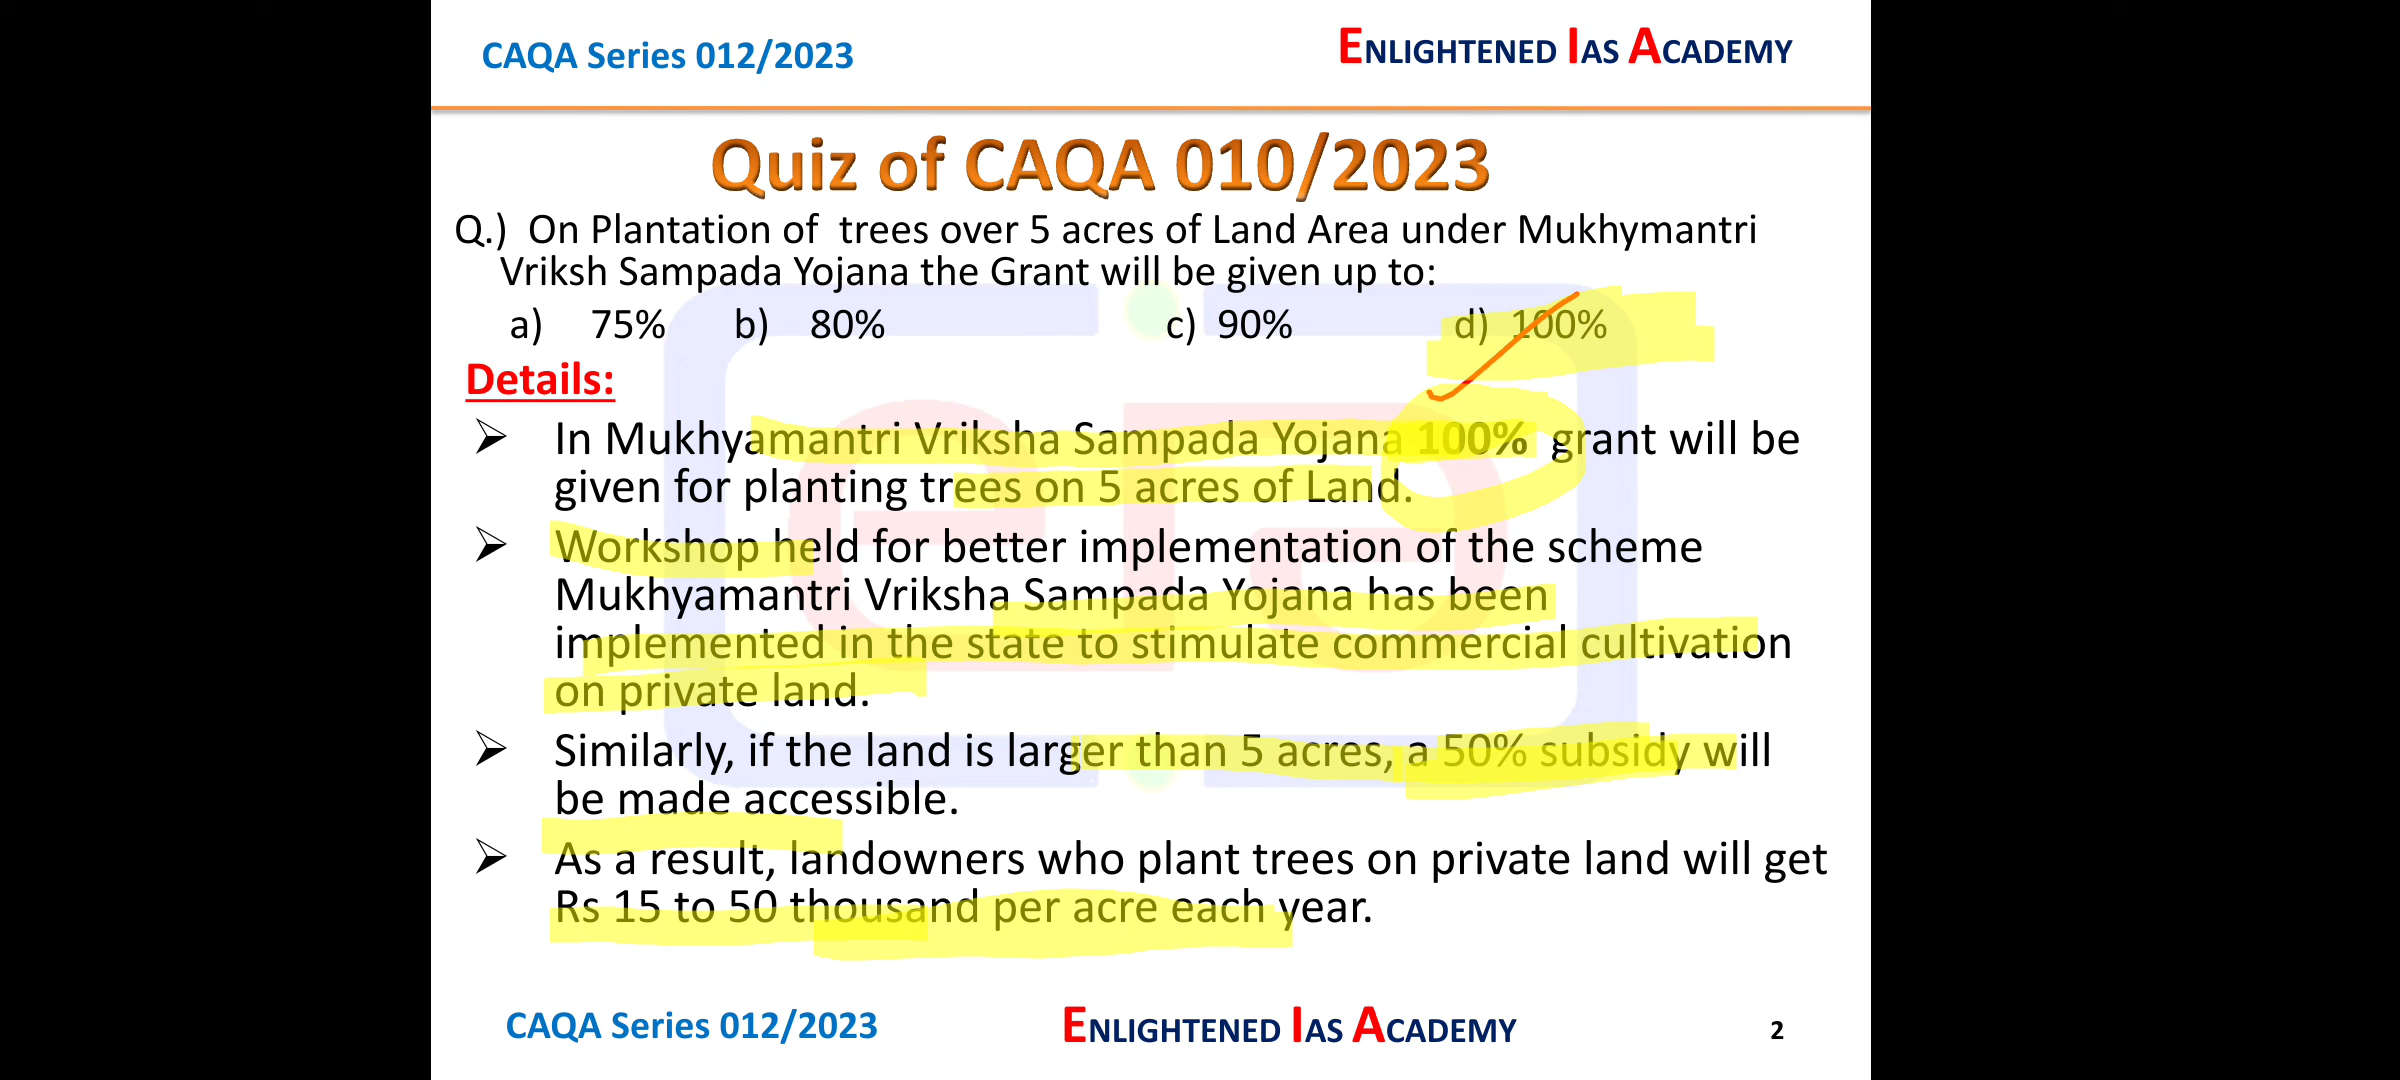 CAQA Series 012/2023
ENLIGHTENED IAS ACADEMY
Quiz of CAQA 010/2023
Q.) On Plantation of trees over 5 acres of Land Area under Mukhymantri
Vriksh Sampada Yojana the Grant will be given up to:
a) 75% b) 80% c) 90% d) 100%
Details:
➢ In Mukhyamantri Vriksha Sampada Yojana 100% grant will be
given for planting trees on 5 acres of Land.
➢ Workshop held for better implementation of the scheme
Mukhyamantri Vriksha Sampada Yojana has been
implemented in the state to stimulate commercial cultivation
on private land.
➢ Similarly, if the land is larger than 5 acres, a 50% subsidy will
be made accessible.
➢ As a result, landowners who plant trees on private land will get
Rs 15 to 50 thousand per acre each year.
CAQA Series 012/2023
ENLIGHTENED IAS ACADEMY
2